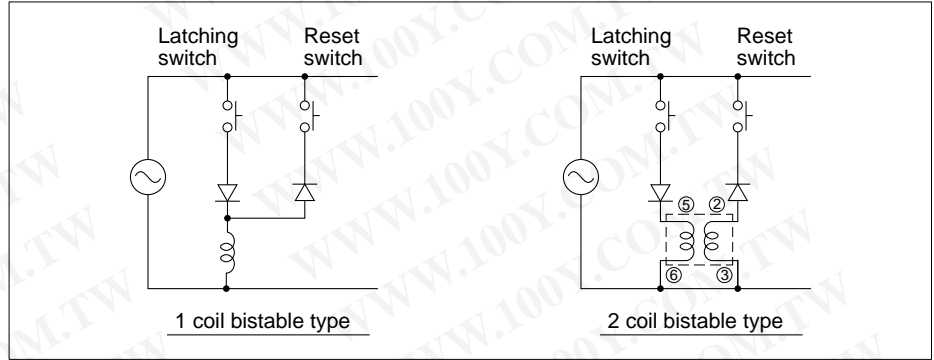 Latching
switch
Reset
switch
Latching
switch
Reset
switch
⑤ ②
⑥ ③
1 coil bistable type
2 coil bistable type
WWW.100Y.COM.TW